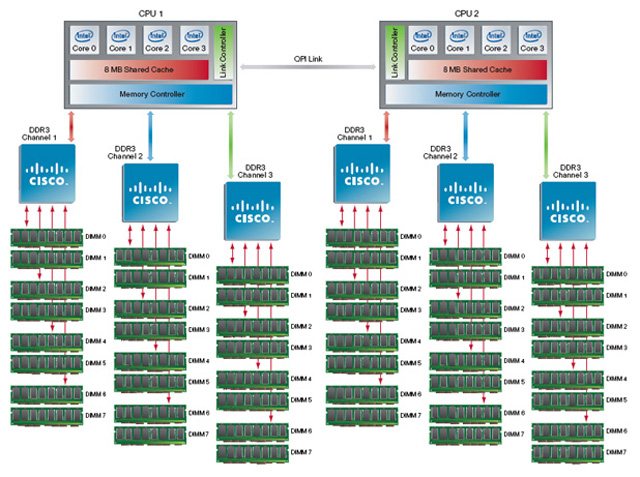 CPU 1
CPU 2
intel intel intel intel
Core 0 Core 1 Core 2 Core 3
Link Controller
8 MB Shared Cache
Memory Controller
QPI Link
Link Controller
intel intel intel intel
Core 0 Core 1 Core 2 Core 3
8 MB Shared Cache
Memory Controller
DDR3
Channel 1
DDR3
Channel 2
DDR3
Channel 3
DDR3
Channel 1
DDR3
Channel 2
DDR3
Channel 3
CISCO.
CISCO.
CISCO.
CISCO.
CISCO.
CISCO.
DIMM 0
DIMM 1
DIMM 2
DIMM 3
DIMM 4
DIMM 5
DIMM 6
DIMM 7
DIMM 0
DIMM 1
DIMM 2
DIMM 3
DIMM 4
DIMM 5
DIMM 6
DIMM 7
DIMM 0
DIMM 1
DIMM 2
DIMM 3
DIMM 4
DIMM 5
DIMM 6
DIMM 7
DIMM 0
DIMM 1
DIMM 2
DIMM 3
DIMM 4
DIMM 5
DIMM 6
DIMM 7
DIMM 0
DIMM 1
DIMM 2
DIMM 3
DIMM 4
DIMM 5
DIMM 6
DIMM 7
DIMM 0
DIMM 1
DIMM 2
DIMM 3
DIMM 4
DIMM 5
DIMM 6
DIMM 7